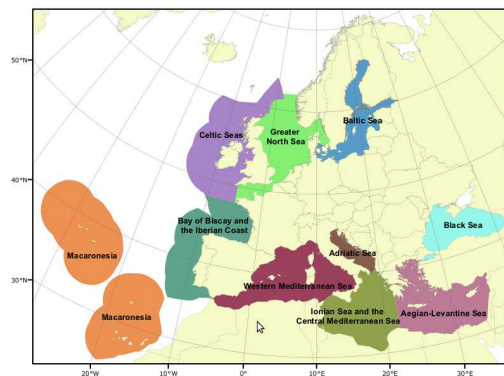 50°N
40°N
30°N
Celtic Seas
Greater
North Sea
Baltic Sea
Bay of Biscay and
the Iberian Coast
Black Sea
Macaronesia
Adriatic Sea
Western Mediterranean Sea
Macaronesia
Ionian Sea and the
Central Mediterranean Sea
Aegian-Levantine Sea
20°W
10°W
0°
10°E
20°E
30°E